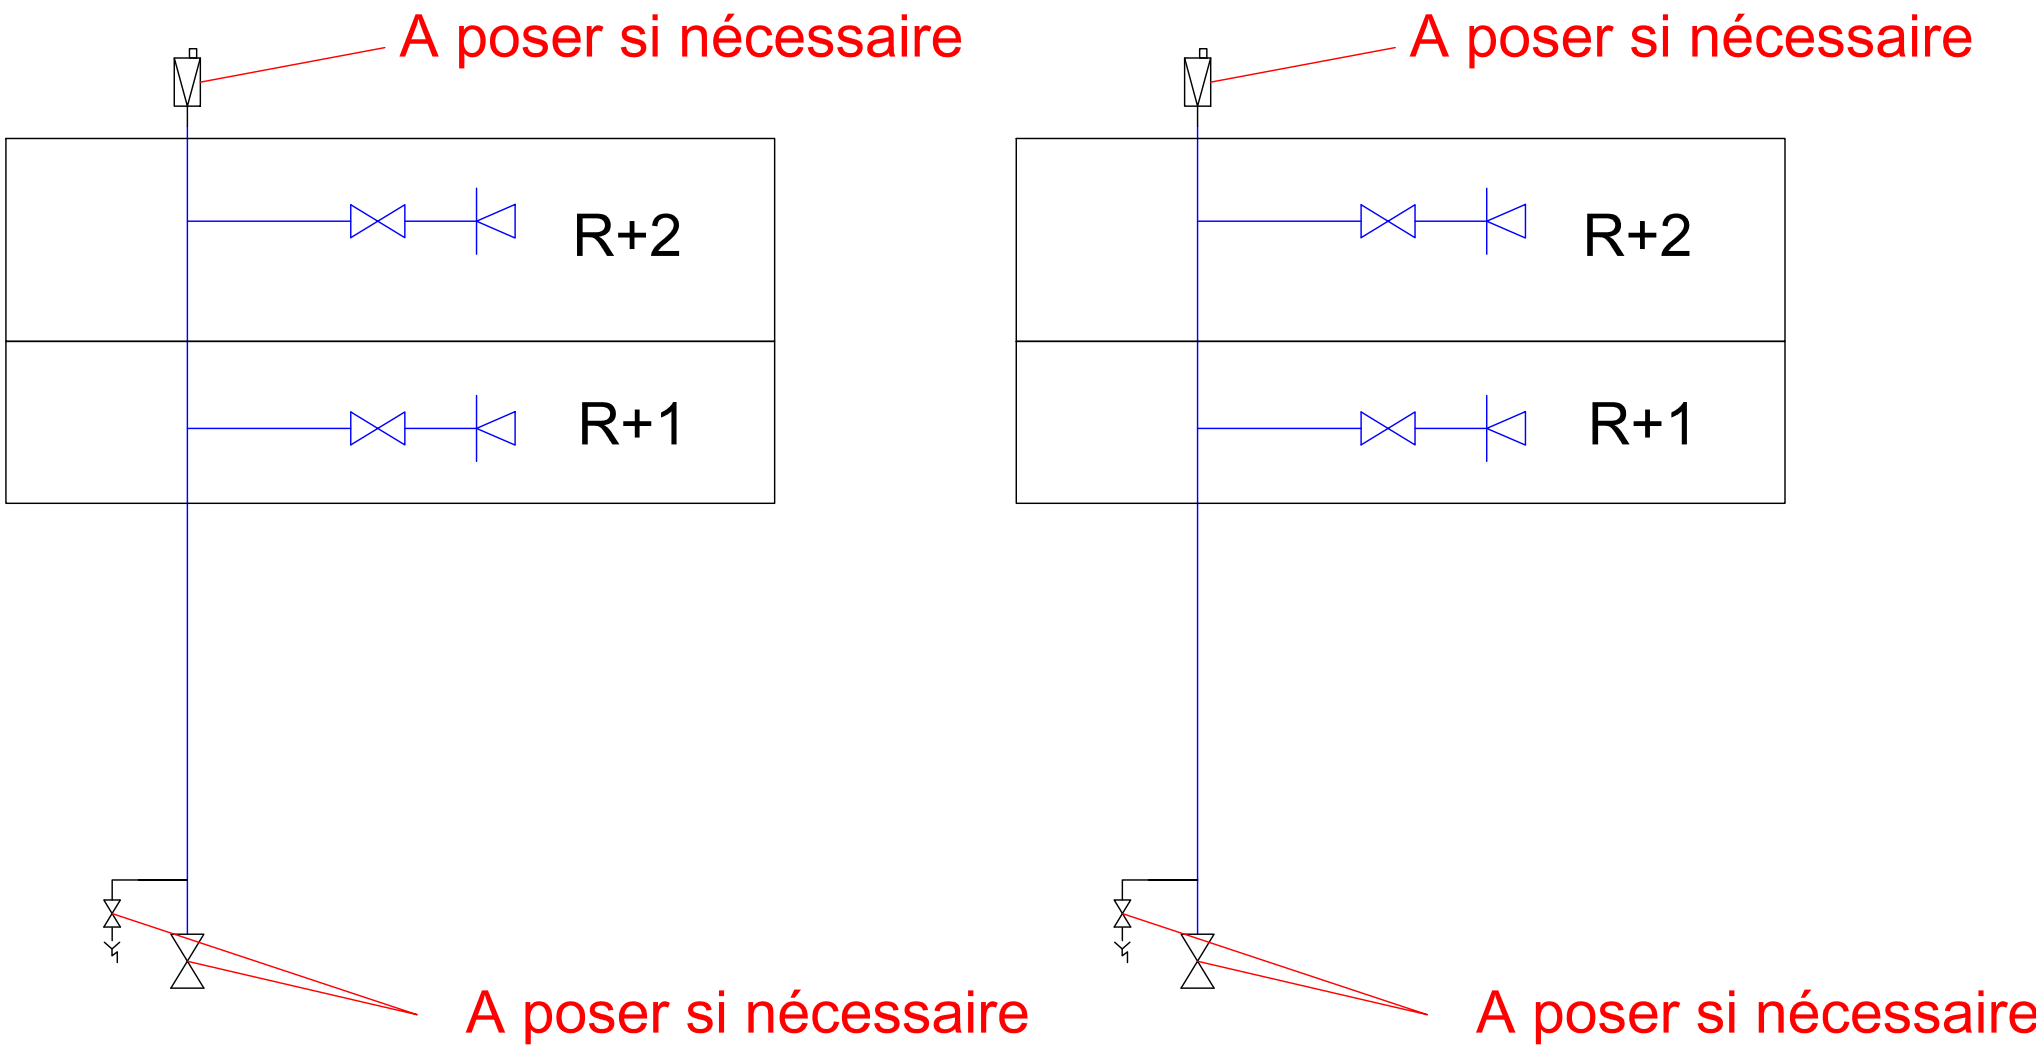 A poser si nécessaire
A poser si nécessaire
R+2
R+2
R+1
R+1
A poser si nécessaire
A poser si nécessaire